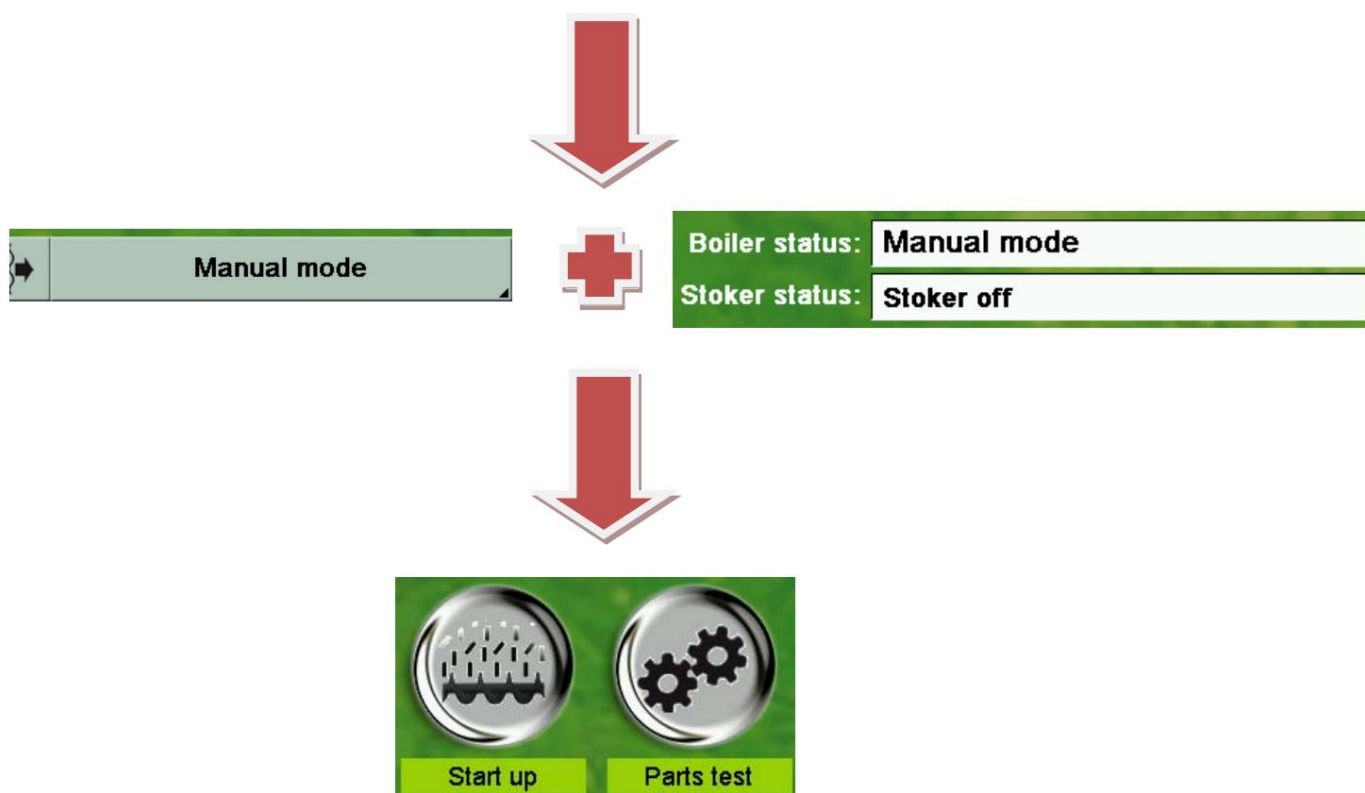 Manual mode
Boiler status: Manual mode
Stoker status: Stoker off
Start up
Parts test